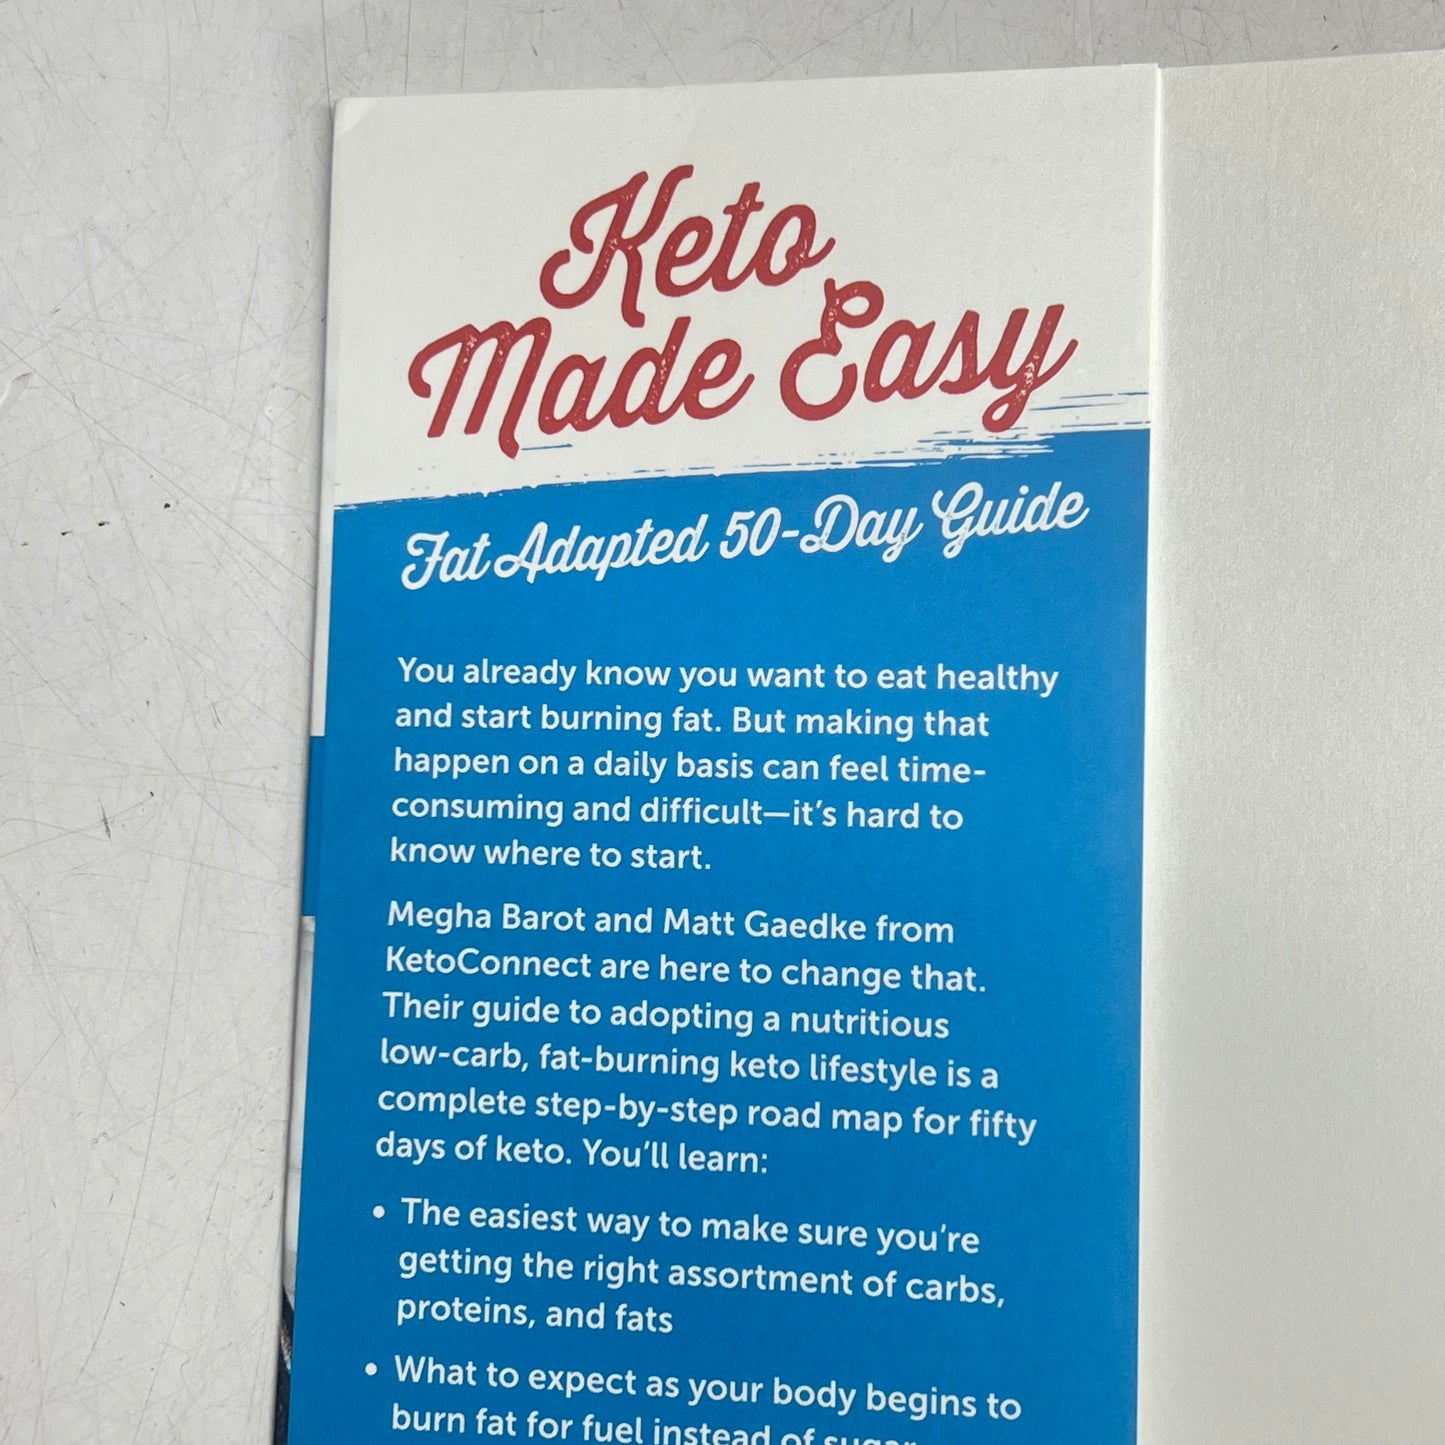 Keto
Made Easy
Fat Adapted 50-Day Guide
You already know you want to eat healthy
and start burning fat. But making that
happen on a daily basis can feel time-
consuming and difficult—it's hard to
know where to start.
Megha Barot and Matt Gaedke from
KetoConnect are here to change that.
Their guide to adopting a nutritious
low-carb, fat-burning keto lifestyle is a
complete step-by-step road map for fifty
days of keto. You'll learn:
• The easiest way to make sure you're
getting the right assortment of carbs,
proteins, and fats
• What to expect as your body begins to
burn fat for fuel instead of sugar